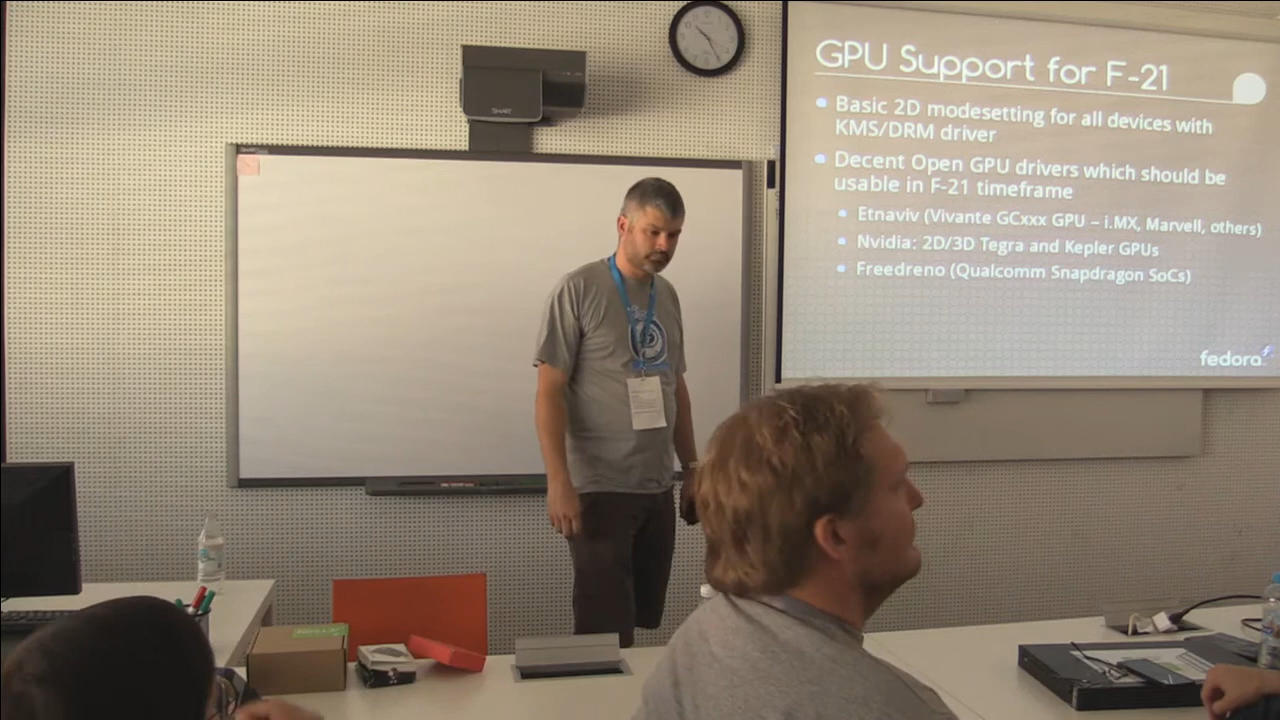 SMART
GPU Support for F-21
Basic 2D modesetting for all devices with
KMS/DRM driver
Decent Open GPU drivers which should be
usable in F-21 timeframe
Etnaviv (Vivante GCxxx GPU – i.MX, Marvell, others)
Nvidia: 2D/3D Tegra and Kepler GPUs
Freedreno (Qualcomm Snapdragon SoCs)
fedora